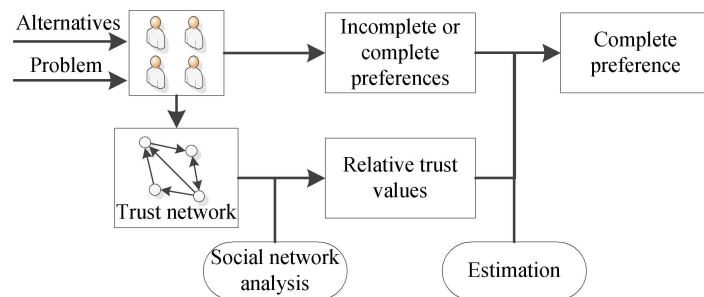 Alternatives
Problem
Incomplete or
complete
preferences
Complete
preference
Trust network
Relative trust
values
Social network
analysis
Estimation